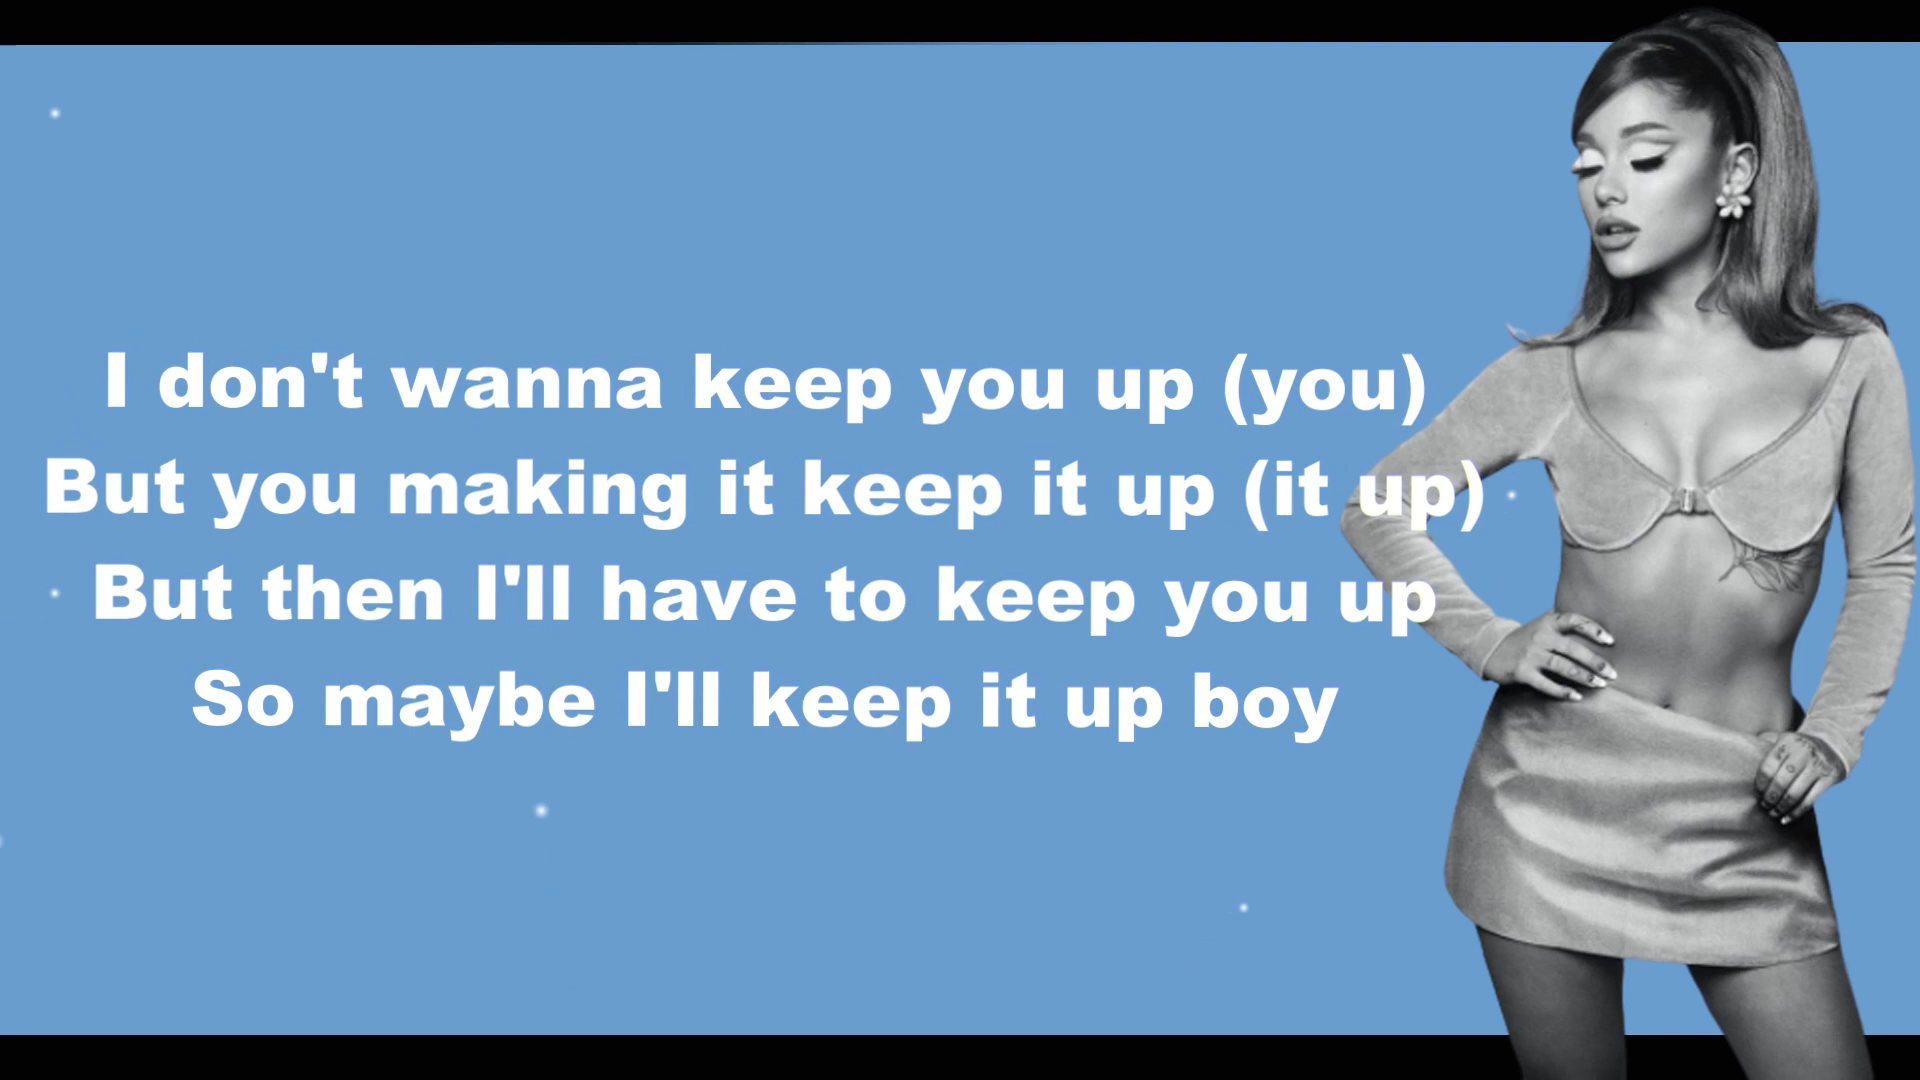 I don't wanna keep you up (you)
But you making it keep it up (it up)
But then I'll have to keep you up
So maybe I'll keep it up boy